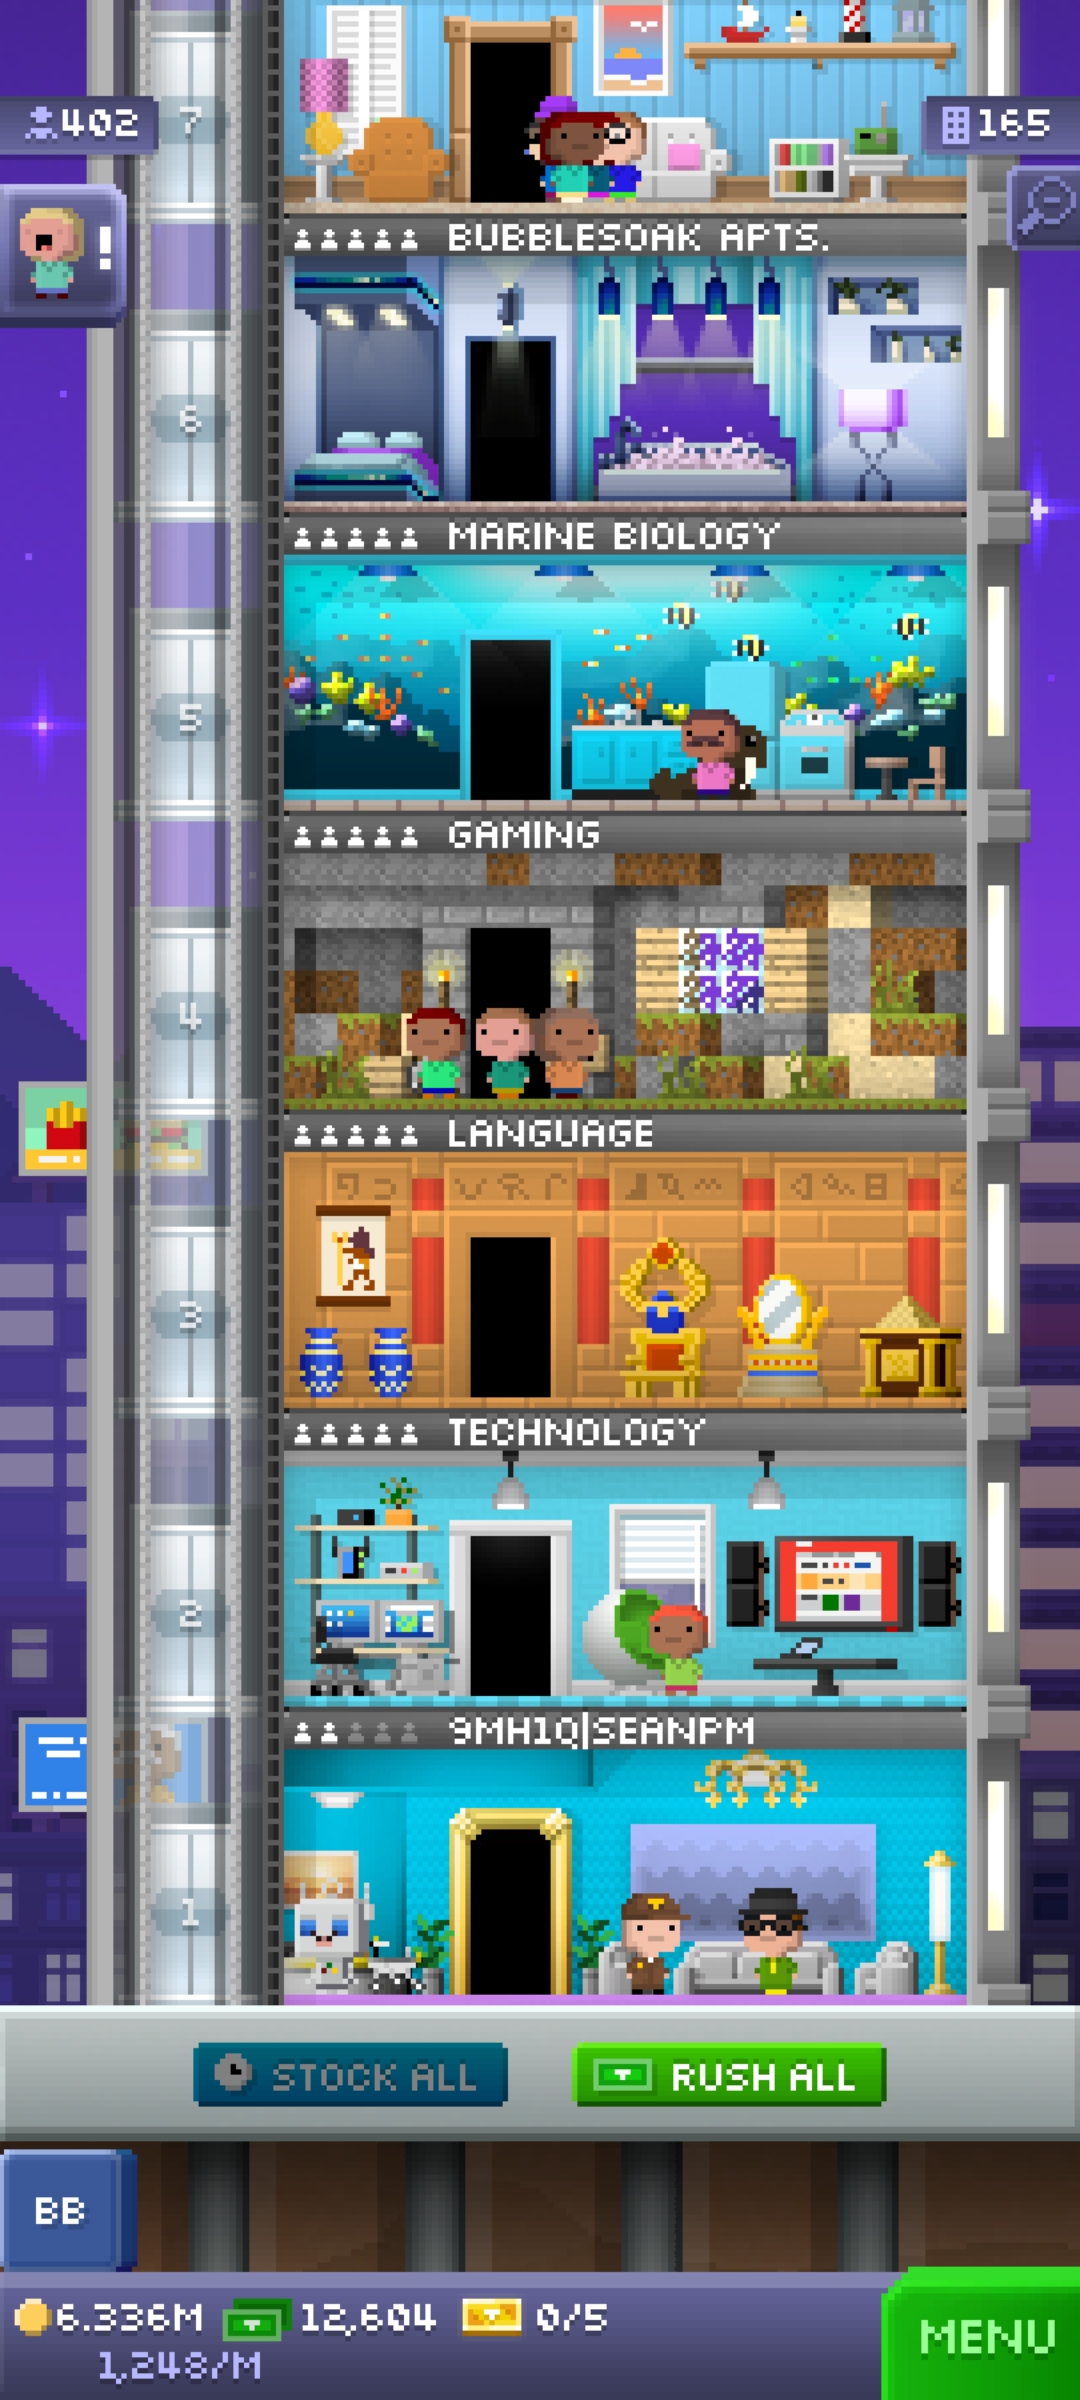 402
7
165
!
BUBBLESOAK APTS.
6
MARINE BIOLOGY
5
GAMING
4
LANGUAGE
3
TECHNOLOGY
2
9MH1Q|SEANPM
1
STOCK ALL
RUSH ALL
BB
6.336M 12,604 0/5
1,248/M
MENU